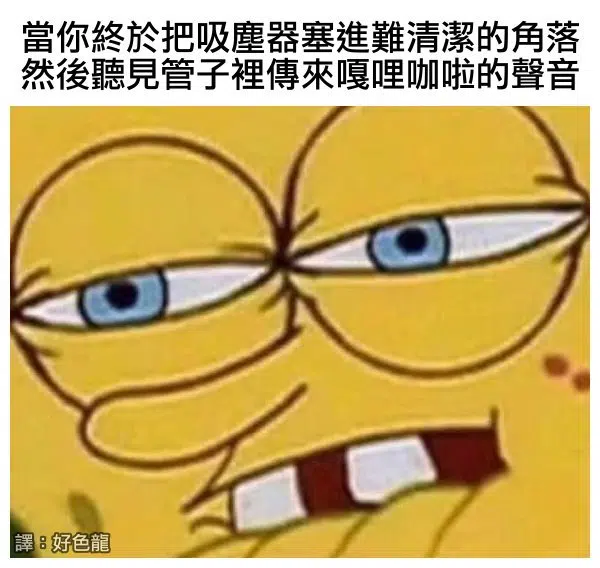 當你終於把吸塵器塞進難清潔的角落
然後聽見管子裡傳來嘎哩咖啦的聲音
譯：好色龍